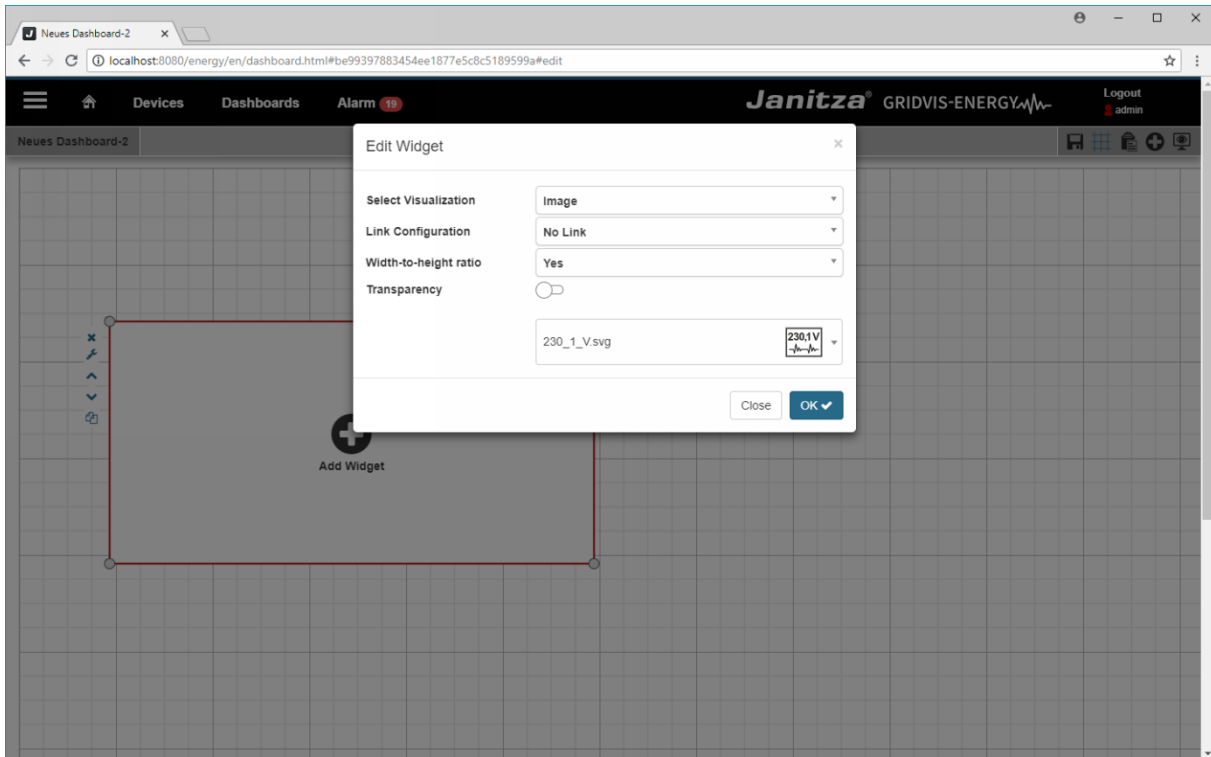 Neues Dashboard-2
localhost:8080/energy/en/dashboard.html#be99397883454ee1877e5c8c5189599a#edit
Devices Dashboards Alarm 19 Janitza® GRIDVIS-ENERGY Logout
admin
Neues Dashboard-2
Edit Widget
Select Visualization Image
Link Configuration No Link
Width-to-height ratio Yes
Transparency
230_1_V.svg 230,1V
Close OK
Add Widget